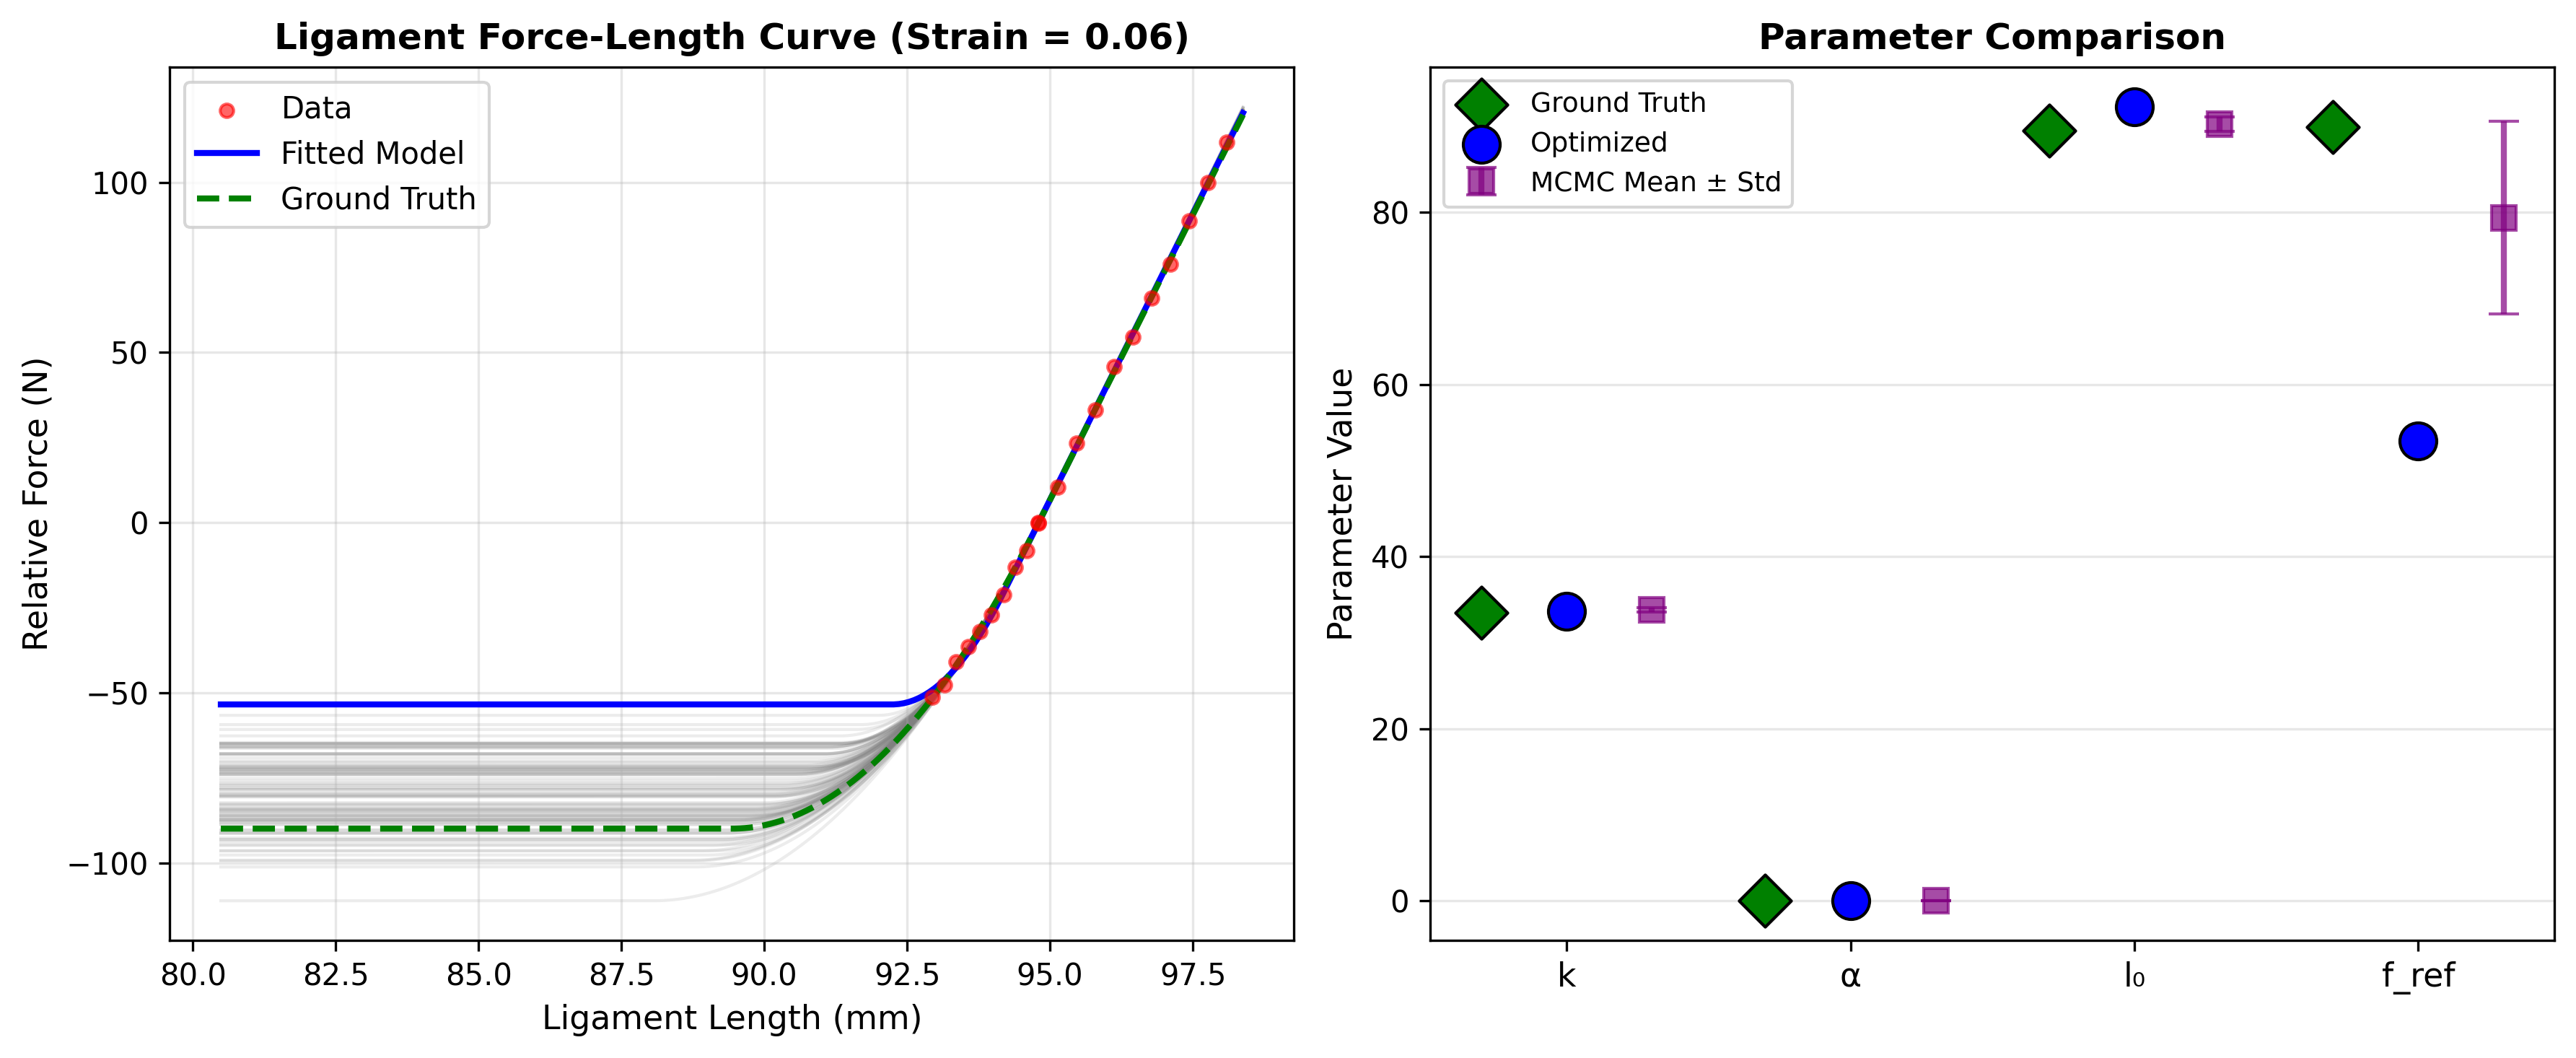 Ligament Force-Length Curve (Strain = 0.06)
Data
Fitted Model
Ground Truth
100
50
0
−50
−100
Relative Force (N)
80.0 82.5 85.0 87.5 90.0 92.5 95.0 97.5
Ligament Length (mm)
Parameter Comparison
Ground Truth
Optimized
MCMC Mean ± Std
80
60
40
20
0
Parameter Value
k α l₀ f_ref